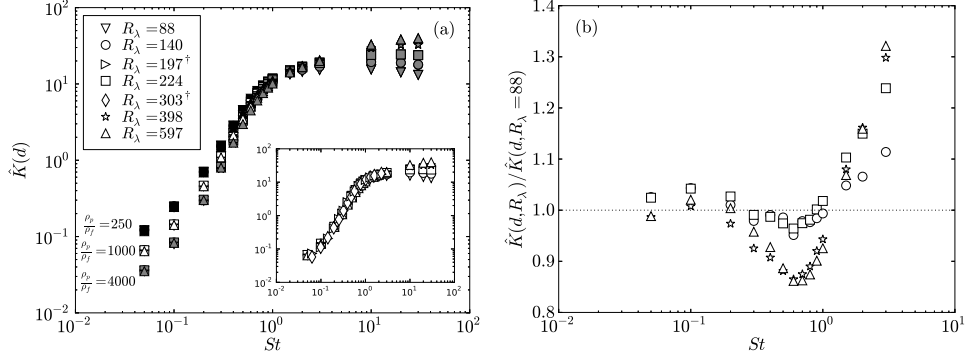 (a)
R_λ = 88
R_λ = 140
R_λ = 197†
R_λ = 224
R_λ = 303†
R_λ = 398
R_λ = 597
K̂(d)
10^2
10^1
10^0
10^-1
10^-2
ρ_p/ρ_f = 250
ρ_p/ρ_f = 1000
ρ_p/ρ_f = 4000
10^2
10^1
10^0
10^-1
10^-2
10^-2 10^-1 10^0 10^1 10^2
10^-2 10^-1 10^0 10^1 10^2
St
(b)
K̂(d,R_λ)/K̂(d,R_λ = 88)
1.4
1.3
1.2
1.1
1.0
0.9
0.8
10^-2 10^-1 10^0 10^1
St